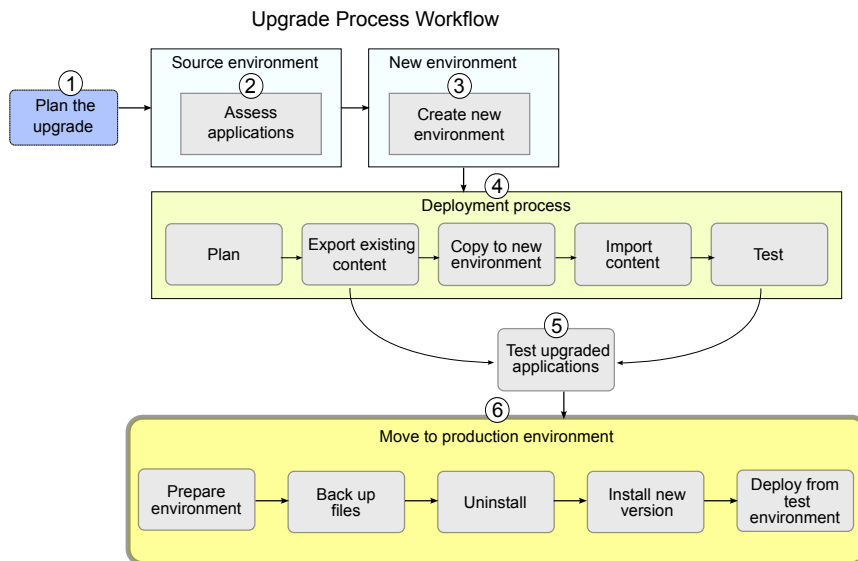 Upgrade Process Workflow
1
Plan the
upgrade
Source environment
2
Assess
applications
New environment
3
Create new
environment
4
Deployment process
Plan
Export existing
content
Copy to new
environment
Import
content
Test
5
Test upgraded
applications
6
Move to production environment
Prepare
environment
Back up
files
Uninstall
Install new
version
Deploy from
test
environment